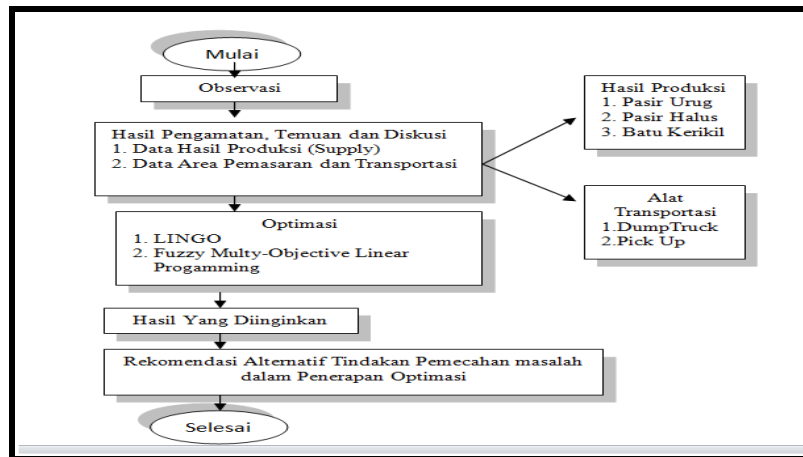 Mulai
Observasi
Hasil Pengamatan, Temuan dan Diskusi
1. Data Hasil Produksi (Supply)
2. Data Area Pemasaran dan Transportasi
Hasil Produksi
1. Pasir Urug
2. Pasir Halus
3. Batu Kerikil
Alat
Transportasi
1.DumpTruck
2.Pick Up
Optimasi
1. LINGO
2. Fuzzy Multy-Objective Linear
Progamming
Hasil Yang Diinginkan
Rekomendasi Alternatif Tindakan Pemecahan masalah
dalam Penerapan Optimasi
Selesai